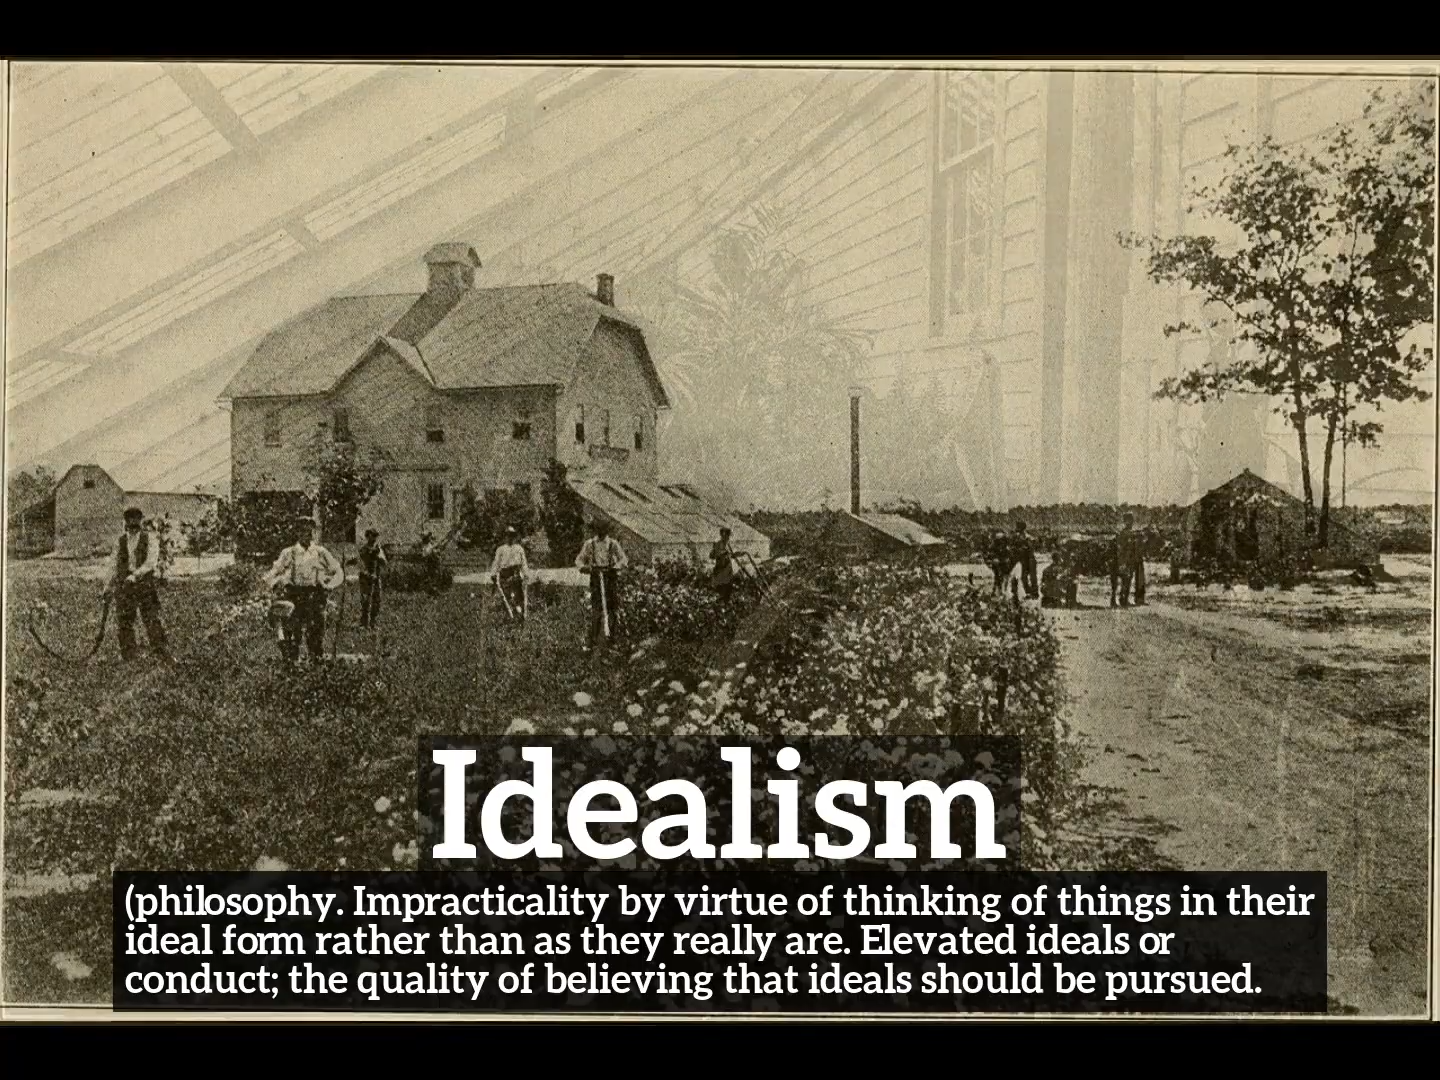 Idealism
(philosophy. Impracticality by virtue of thinking of things in their
ideal form rather than as they really are. Elevated ideals or
conduct; the quality of believing that ideals should be pursued.